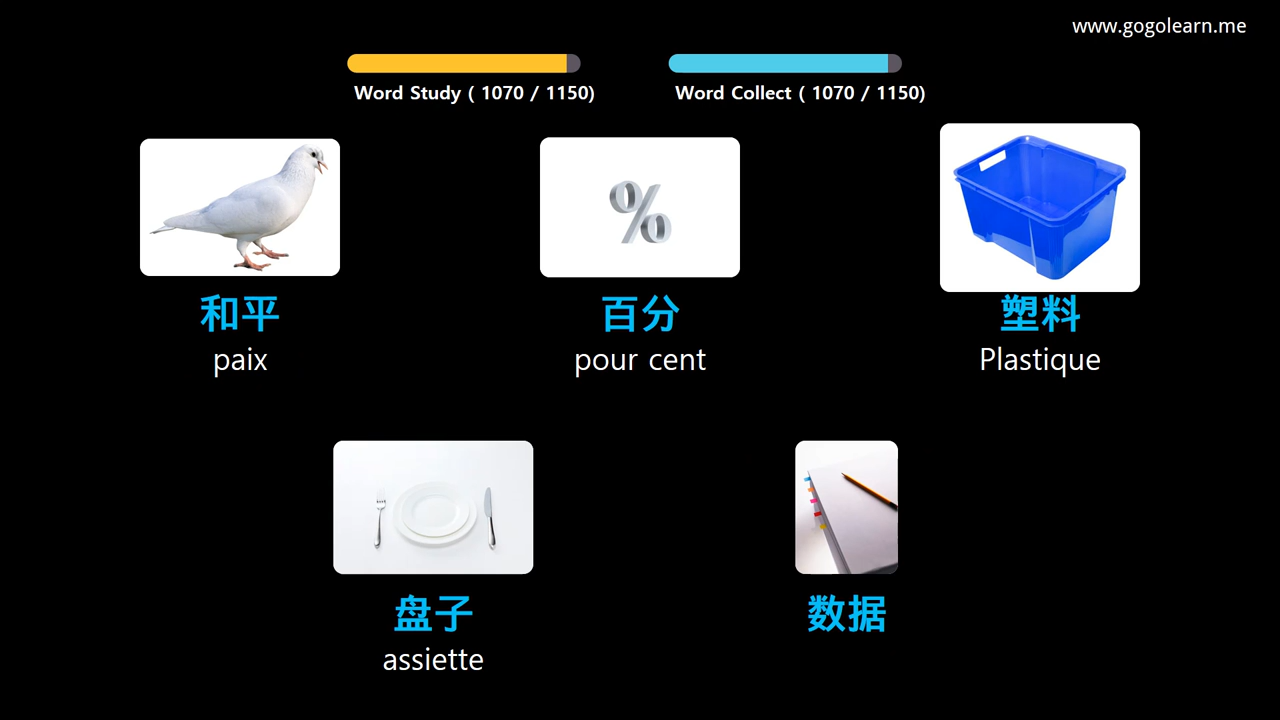 www.gogolearn.me
Word Study ( 1070 / 1150)
Word Collect ( 1070 / 1150)
%
和平
paix
百分
pour cent
塑料
Plastique
盘子
assiette
数据